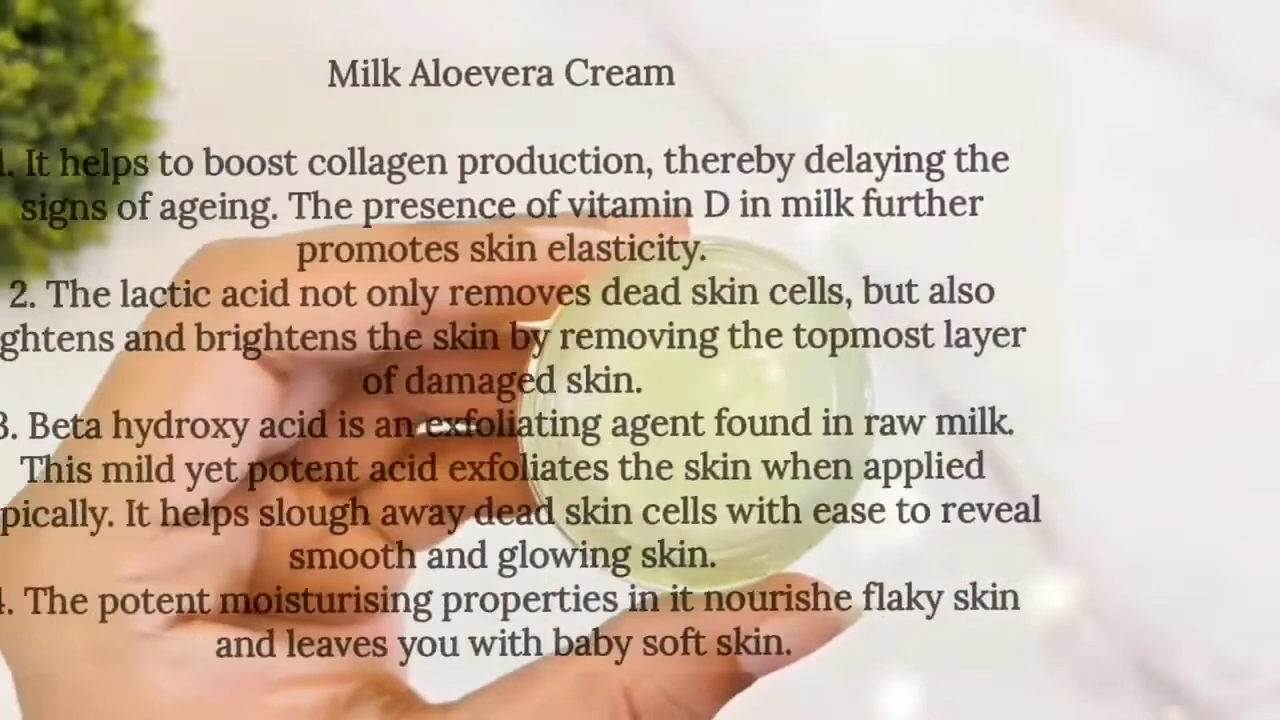 Milk Aloevera Cream
1. It helps to boost collagen production, thereby delaying the
signs of ageing. The presence of vitamin D in milk further
promotes skin elasticity.
2. The lactic acid not only removes dead skin cells, but also
ghtens and brightens the skin by removing the topmost layer
of damaged skin.
3. Beta hydroxy acid is an exfoliating agent found in raw milk.
This mild yet potent acid exfoliates the skin when applied
pically. It helps slough away dead skin cells with ease to reveal
smooth and glowing skin.
4. The potent moisturising properties in it nourishe flaky skin
and leaves you with baby soft skin.